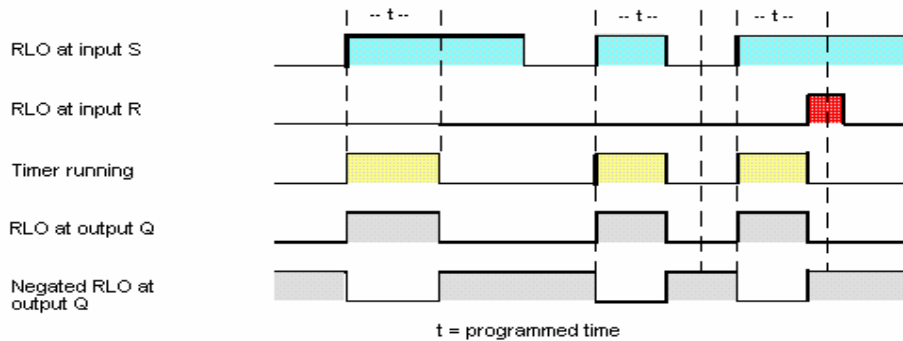 -- t --
-- t --
-- t --
RLO at input S
RLO at input R
Timer running
RLO at output Q
Negated RLO at
output Q
t = programmed time